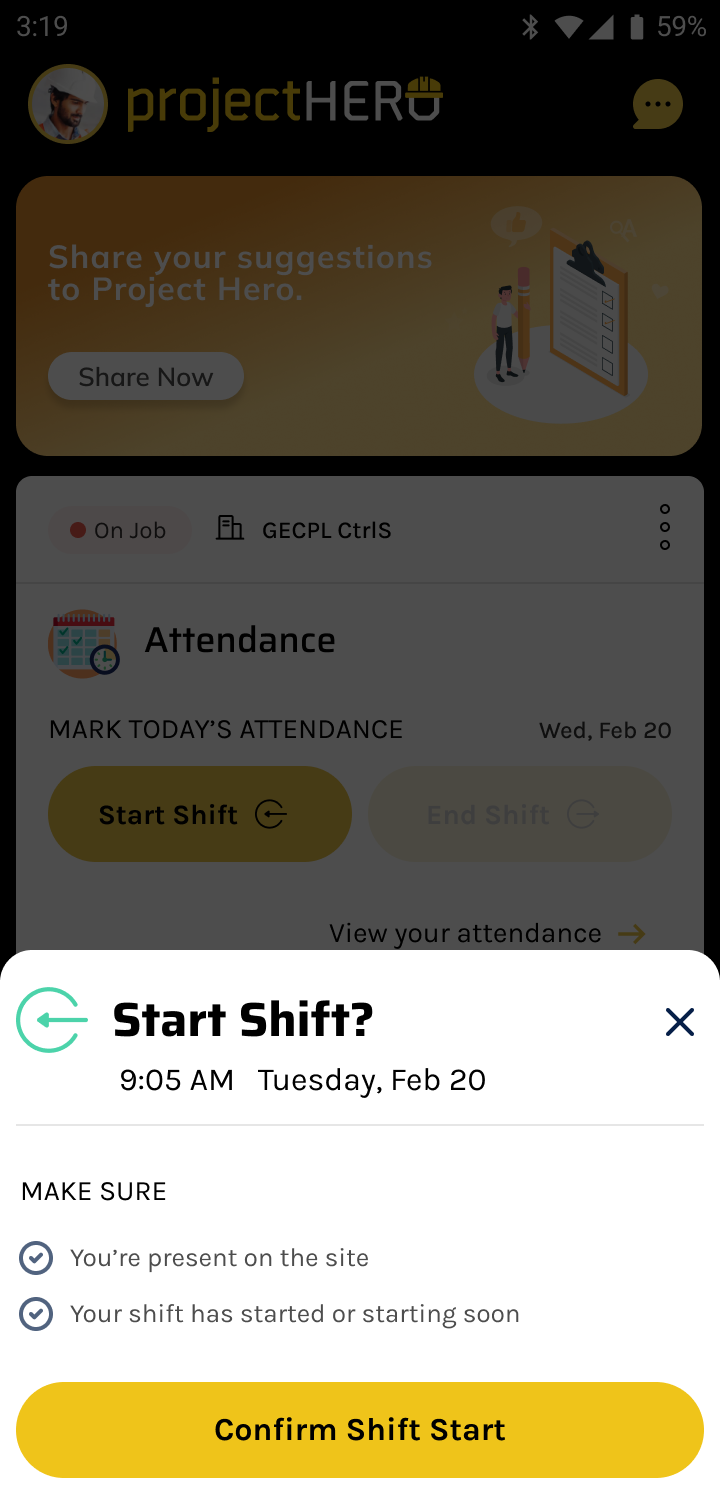 3:19 59%
projectHERO
Share your suggestions
to Project Hero.
Share Now
QA
On Job GECPL CtrlS
Attendance
MARK TODAY’S ATTENDANCE Wed, Feb 20
Start Shift End Shift
View your attendance
Start Shift?
9:05 AM Tuesday, Feb 20
MAKE SURE
You’re present on the site
Your shift has started or starting soon
Confirm Shift Start